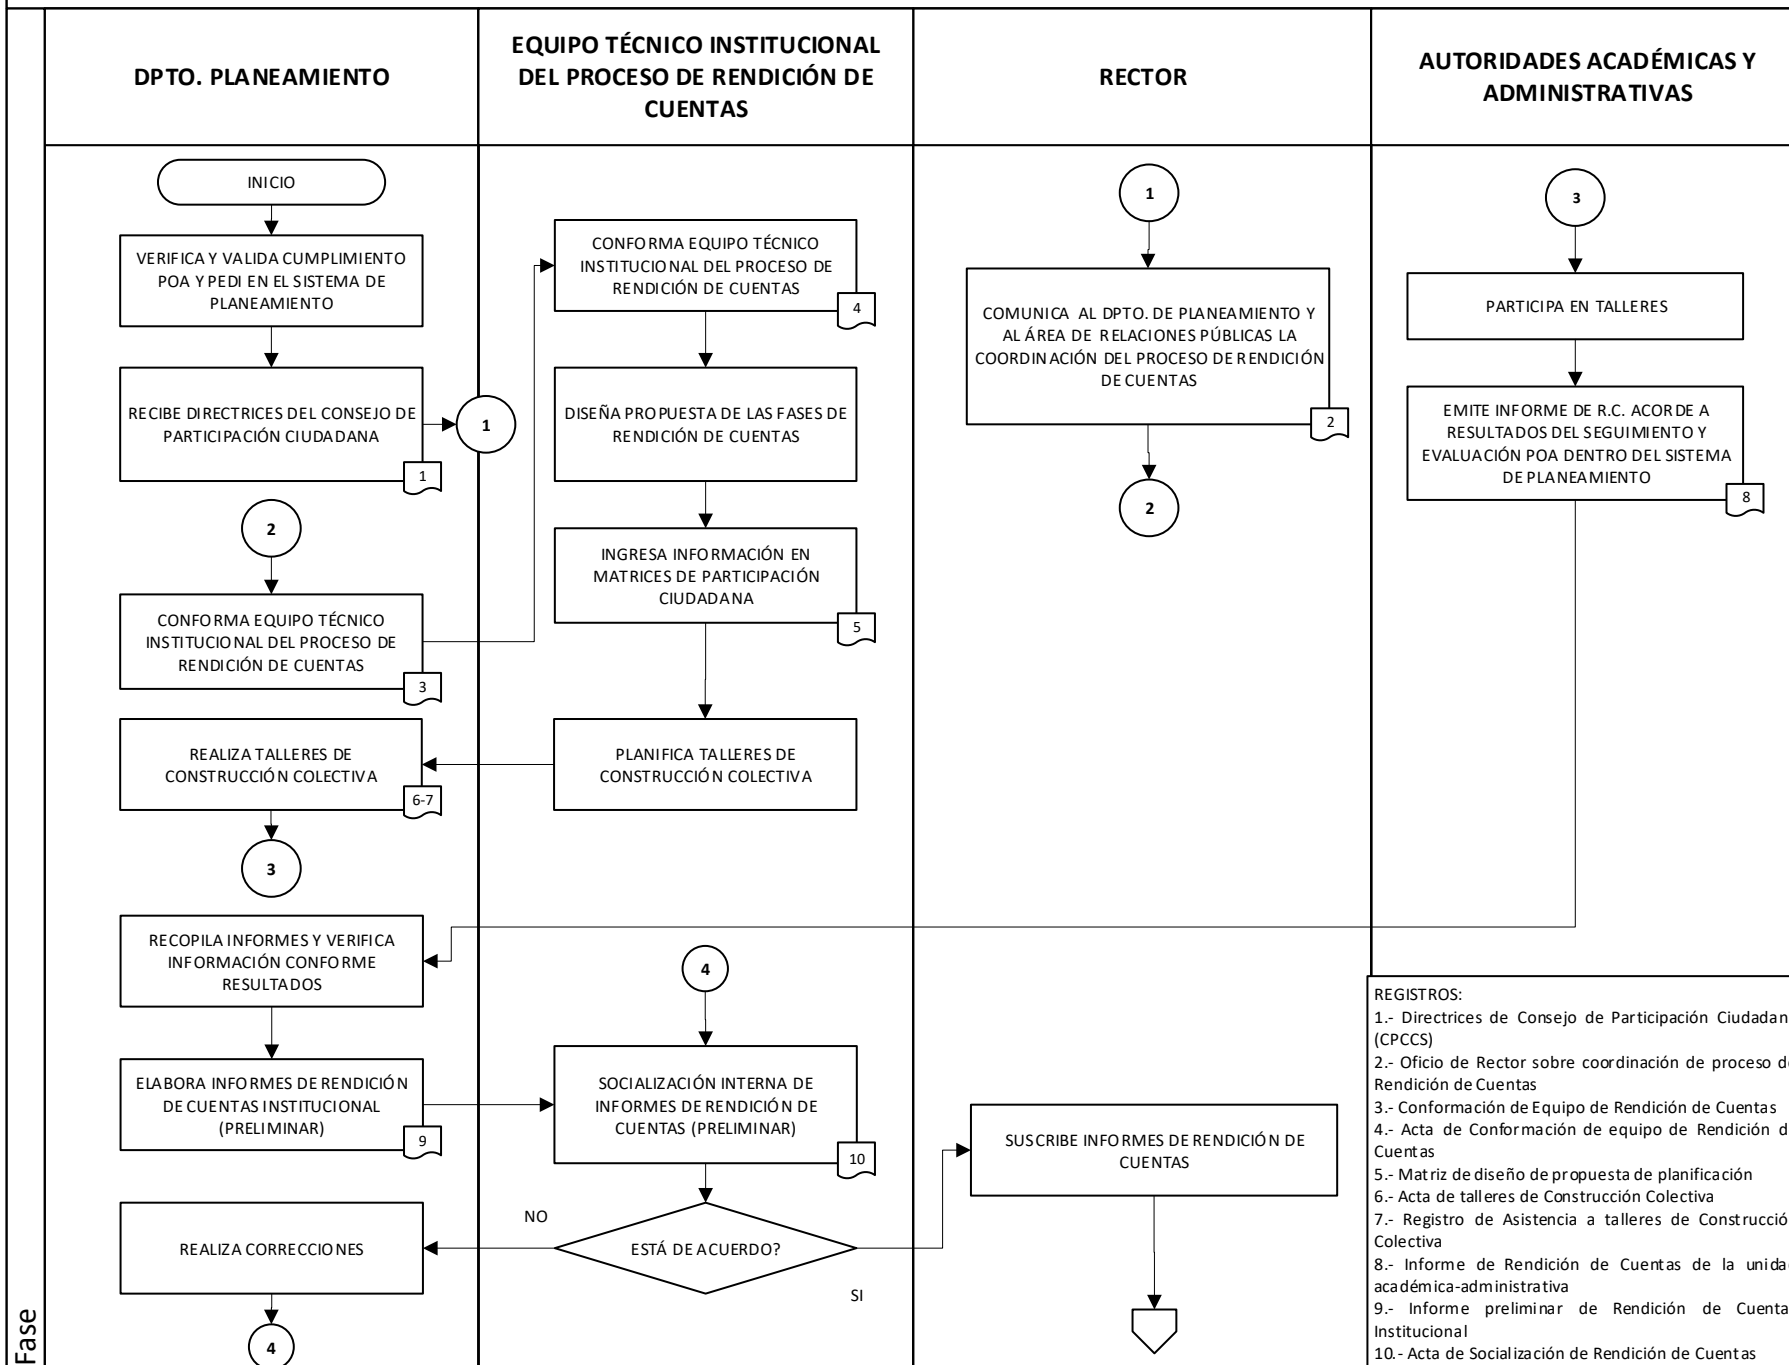 DPTO. PLANEAMIENTO
EQUIPO TÉCNICO INSTITUCIONAL
DEL PROCESO DE RENDICIÓN DE
CUENTAS
RECTOR
AUTORIDADES ACADÉMICAS Y
ADMINISTRATIVAS
Fase
INICIO
VERIFICA Y VALIDA CUMPLIMIENTO
POA Y PEDI EN EL SISTEMA DE
PLANEAMIENTO
RECIBE DIRECTRICES DEL CONSEJO DE
PARTICIPACIÓN CIUDADANA
1
1
2
CONFORMA EQUIPO TÉCNICO
INSTITUCIONAL DEL PROCESO DE
RENDICIÓN DE CUENTAS
3
REALIZA TALLERES DE
CONSTRUCCIÓN COLECTIVA
6-7
3
RECOPILA INFORMES Y VERIFICA
INFORMACIÓN CONFORME
RESULTADOS
ELABORA INFORMES DE RENDICIÓN
DE CUENTAS INSTITUCIONAL
(PRELIMINAR)
9
REALIZA CORRECCIONES
4
CONFORMA EQUIPO TÉCNICO
INSTITUCIONAL DEL PROCESO DE
RENDICIÓN DE CUENTAS
4
DISEÑA PROPUESTA DE LAS FASES DE
RENDICIÓN DE CUENTAS
INGRESA INFORMACIÓN EN
MATRICES DE PARTICIPACIÓN
CIUDADANA
5
PLANIFICA TALLERES DE
CONSTRUCCIÓN COLECTIVA
4
SOCIALIZACIÓN INTERNA DE
INFORMES DE RENDICIÓN DE
CUENTAS (PRELIMINAR)
10
NO
ESTÁ DE ACUERDO?
SI
1
COMUNICA AL DPTO. DE PLANEAMIENTO Y
AL ÁREA DE RELACIONES PÚBLICAS LA
COORDINACIÓN DEL PROCESO DE RENDICIÓN
DE CUENTAS
2
2
SUSCRIBE INFORMES DE RENDICIÓN DE
CUENTAS
3
PARTICIPA EN TALLERES
EMITE INFORME DE R.C. ACORDE A
RESULTADOS DEL SEGUIMIENTO Y
EVALUACIÓN POA DENTRO DEL SISTEMA
DE PLANEAMIENTO
8
REGISTROS:
1.- Directrices de Consejo de Participación Ciudadan
(CPCCS)
2.- Oficio de Rector sobre coordinación de proceso d
Rendición de Cuentas
3.- Conformación de Equipo de Rendición de Cuentas
4.- Acta de Conformación de equipo de Rendición d
Cuentas
5.- Matriz de diseño de propuesta de planificación
6.- Acta de talleres de Construcción Colectiva
7.- Registro de Asistencia a talleres de Construcció
Colectiva
8.- Informe de Rendición de Cuentas de la unida
académica-administrativa
9.- Informe preliminar de Rendición de Cuenta
Institucional
10.- Acta de Socialización de Rendición de Cuentas